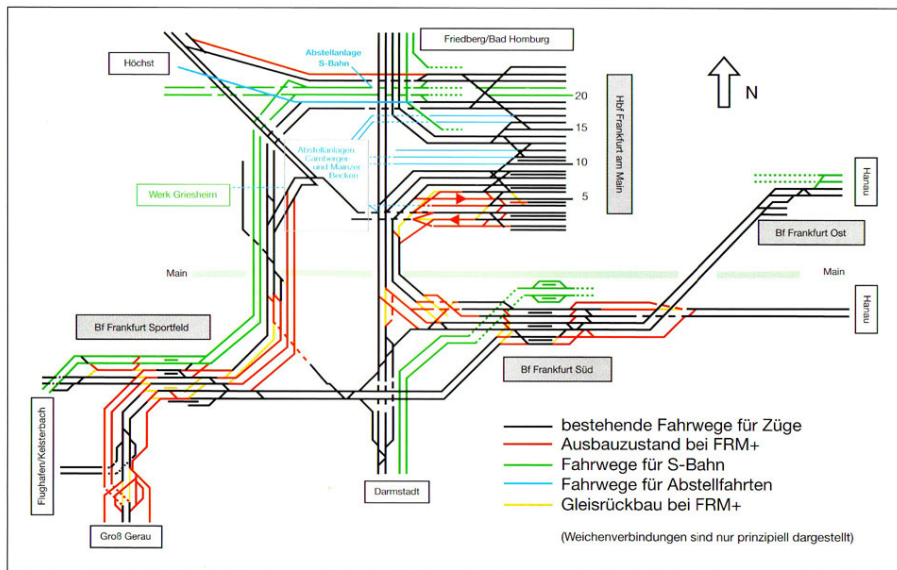 Friedberg/Bad Homburg
Höchst
Abstellanlage
S-Bahn
N
20
15
10
5
Hbf Frankfurt am Main
Abstellanlagen
Camberger-
und Mainzer
Becken
Werk Griesheim
Hanau
Bf Frankfurt Ost
Main
Main
Hanau
Bf Frankfurt Sportfeld
Bf Frankfurt Süd
Flughafen/Kelsterbach
Darmstadt
Groß Gerau
bestehende Fahrwege für Züge
Ausbauzustand bei FRM+
Fahrwege für S-Bahn
Fahrwege für Abstellfahrten
Gleisrückbau bei FRM+
(Weichenverbindungen sind nur prinzipiell dargestellt)